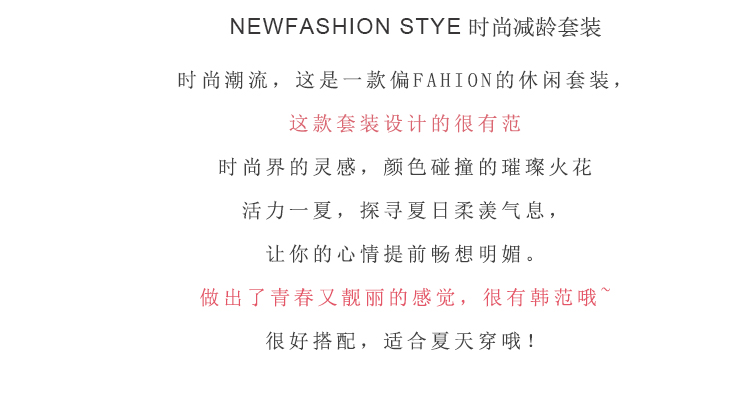 NEWFASHION STYE 时尚减龄套装
时尚潮流，这是一款偏FAHION的休闲套装，
这款套装设计的很有范
时尚界的灵感，颜色碰撞的璀璨火花
活力一夏，探寻夏日柔羡气息，
让你的心情提前畅想明媚。
做出了青春又靓丽的感觉，很有韩范哦~
很好搭配，适合夏天穿哦！